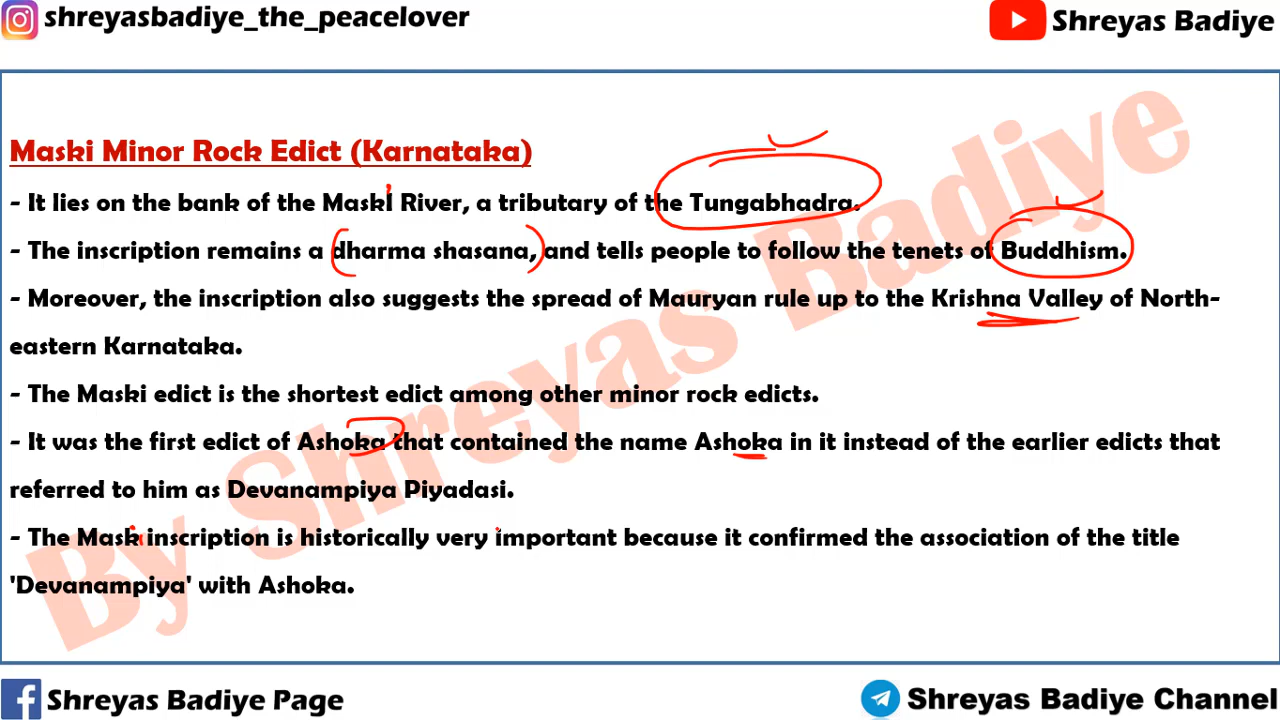 shreyasbadiye_the_peacelover
Shreyas Badiye
Maski Minor Rock Edict (Karnataka)
- It lies on the bank of the Maski River, a tributary of the Tungabhadra.
- The inscription remains a dharma shasana, and tells people to follow the tenets of Buddhism.
- Moreover, the inscription also suggests the spread of Mauryan rule up to the Krishna Valley of North-
eastern Karnataka.
- The Maski edict is the shortest edict among other minor rock edicts.
- It was the first edict of Ashoka that contained the name Ashoka in it instead of the earlier edicts that
referred to him as Devanampiya Piyadasi.
- The Maski inscription is historically very important because it confirmed the association of the title
'Devanampiya' with Ashoka.
By Shreyas Badiye
Shreyas Badiye Page
Shreyas Badiye Channel